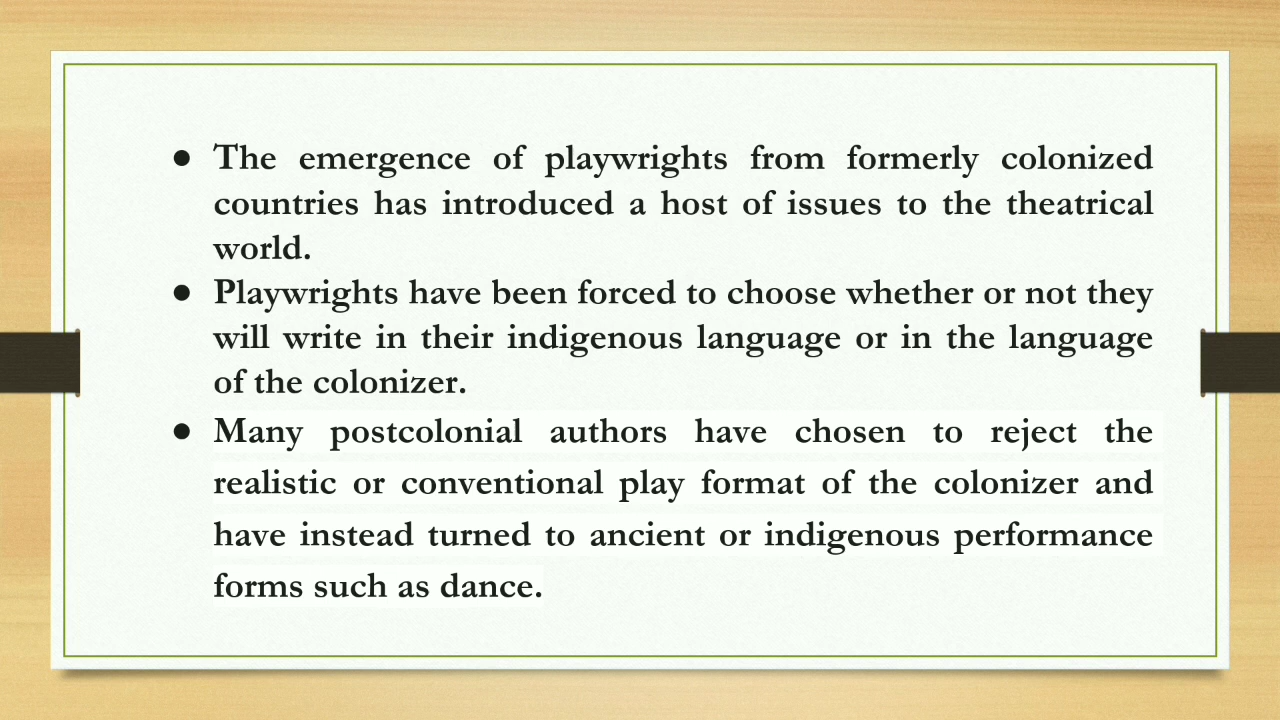 ● The emergence of playwrights from formerly colonized
countries has introduced a host of issues to the theatrical
world.
● Playwrights have been forced to choose whether or not they
will write in their indigenous language or in the language
of the colonizer.
● Many postcolonial authors have chosen to reject the
realistic or conventional play format of the colonizer and
have instead turned to ancient or indigenous performance
forms such as dance.